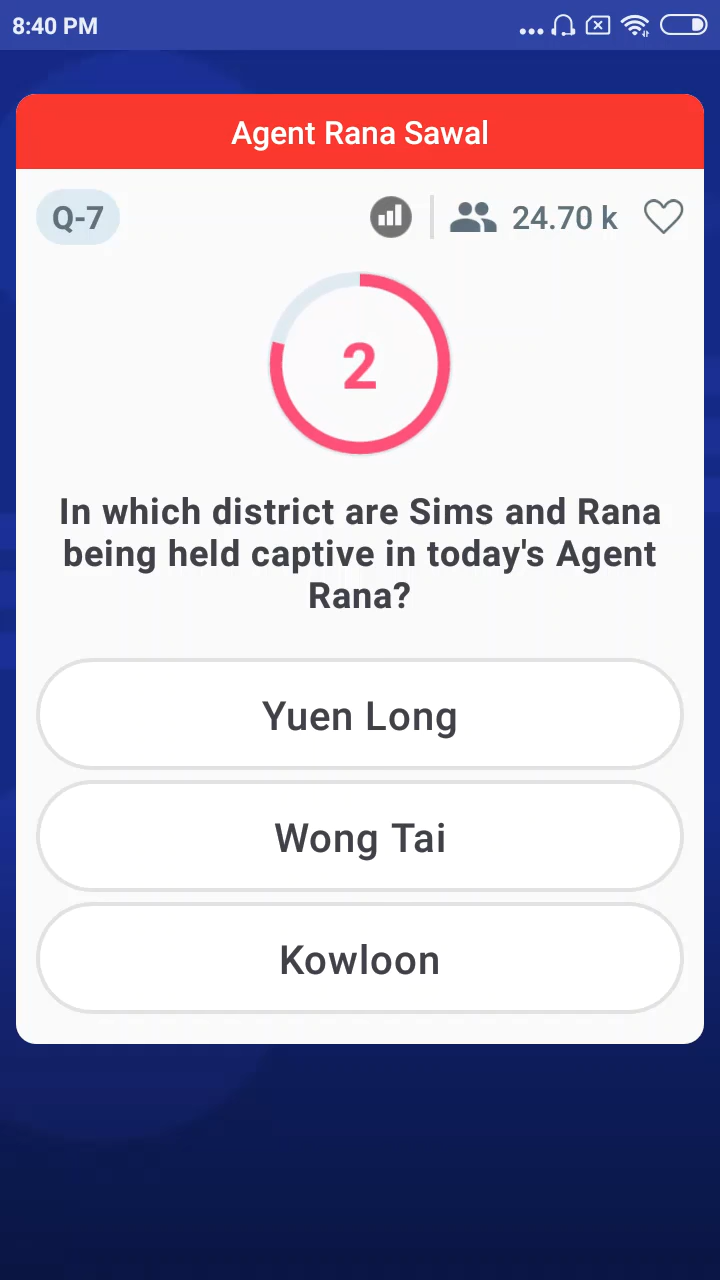 8:40 PM
Agent Rana Sawal
Q-7
24.70 k
2
In which district are Sims and Rana
being held captive in today's Agent
Rana?
Yuen Long
Wong Tai
Kowloon